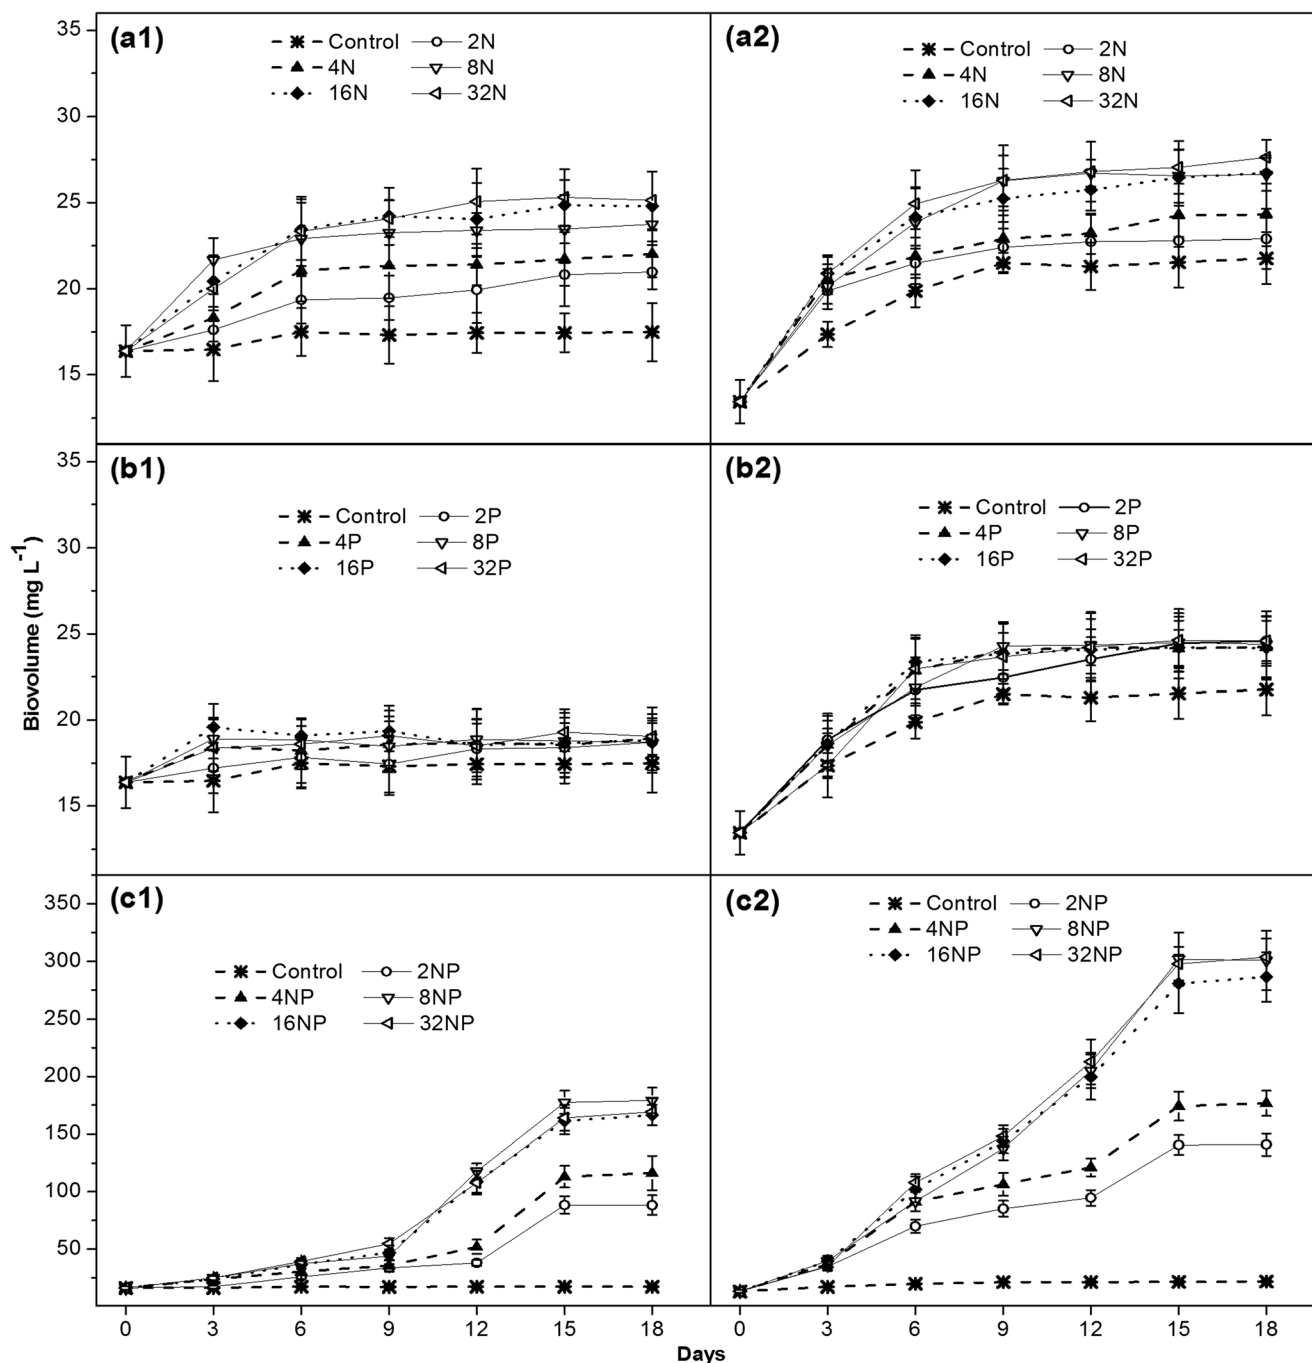 (a1)
Control 2N
4N 8N
16N 32N
(a2)
Control 2N
4N 8N
16N 32N
35
30
25
20
15
(b1)
Control 2P
4P 8P
16P 32P
(b2)
Control 2P
4P 8P
16P 32P
35
30
25
20
15
Biovolume (mg L-1)
(c1)
Control 2NP
4NP 8NP
16NP 32NP
(c2)
Control 2NP
4NP 8NP
16NP 32NP
350
300
250
200
150
100
50
0 3 6 9 12 15 18 0 3 6 9 12 15 18
Days